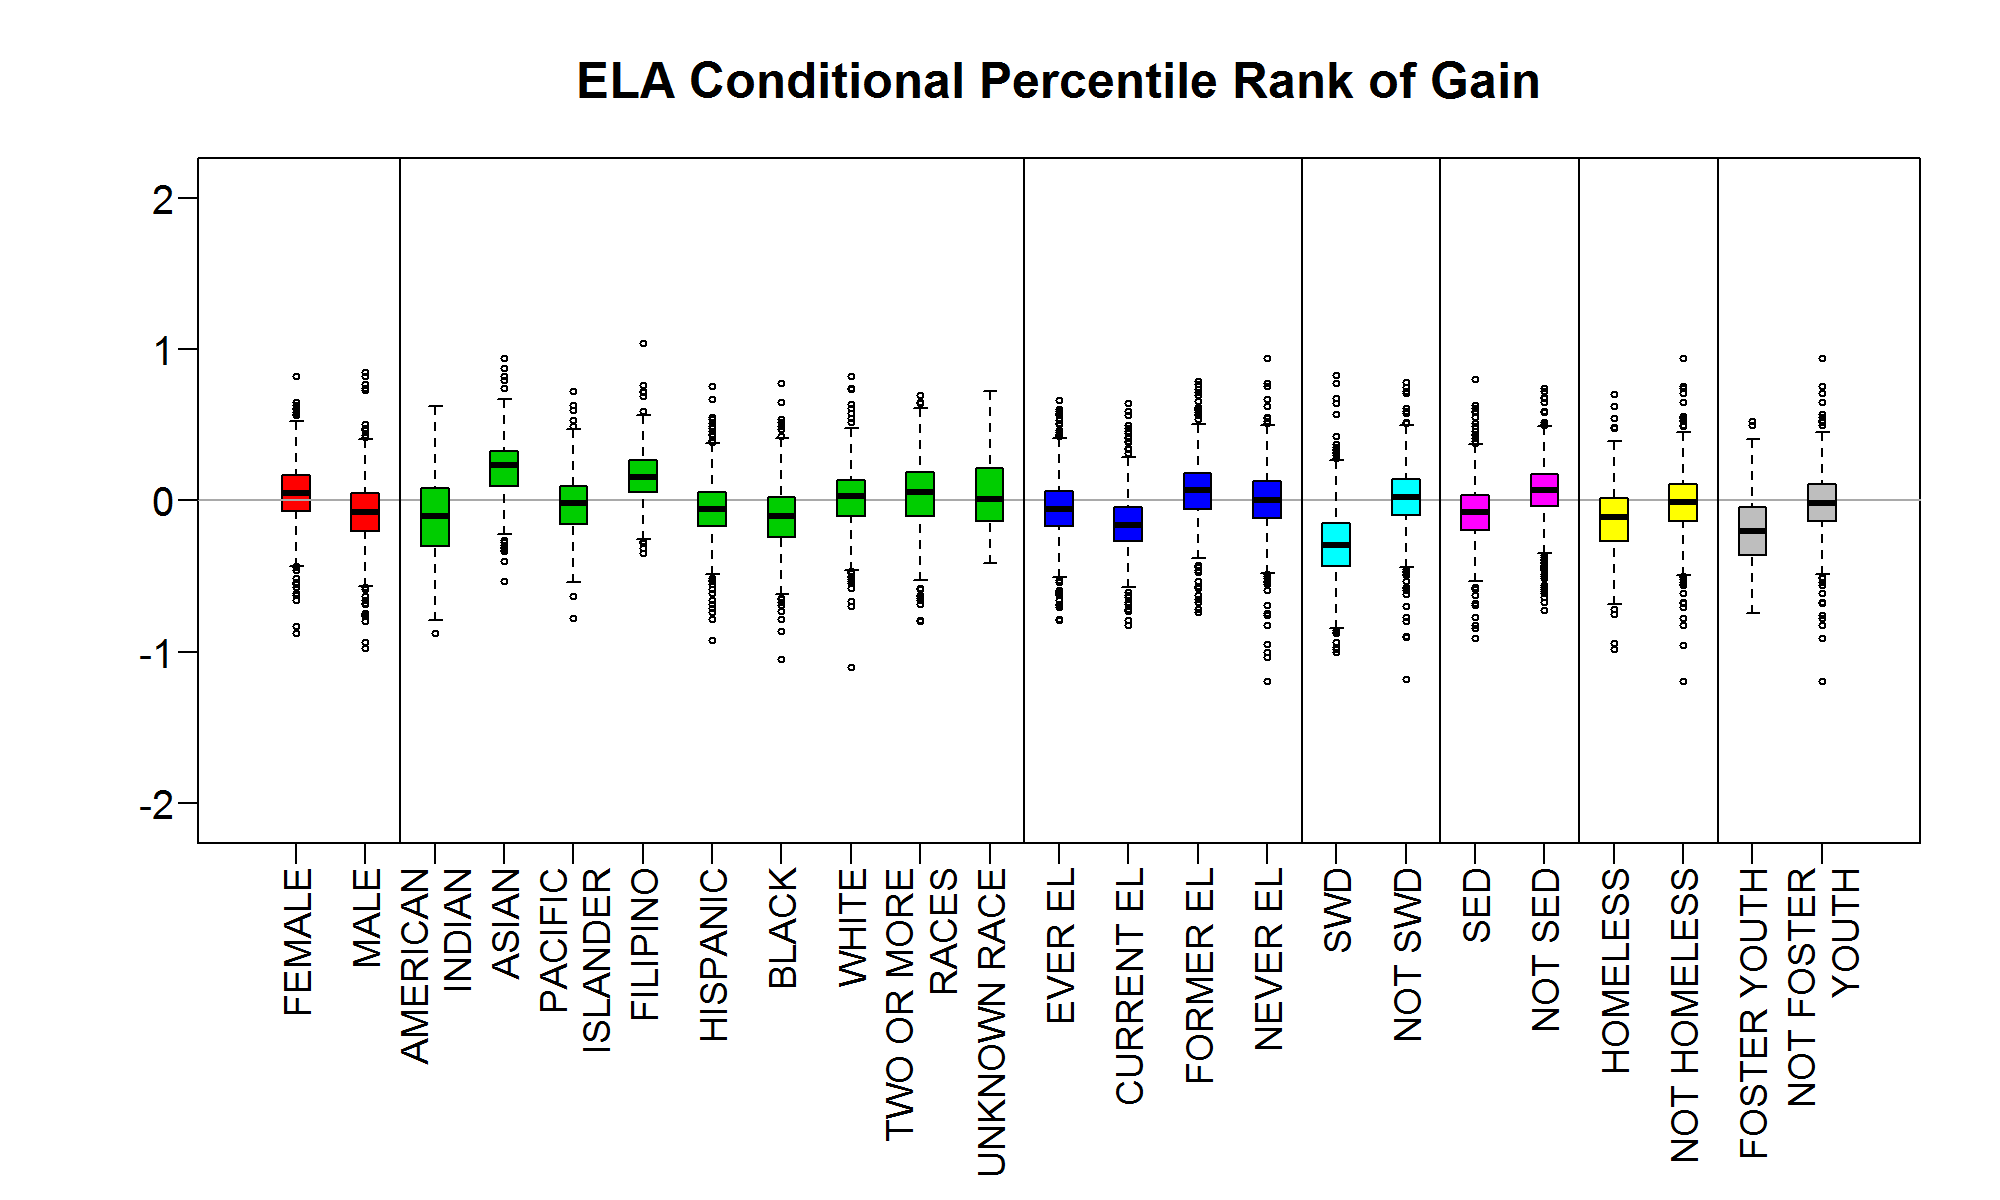 ELA Conditional Percentile Rank of Gain
2
1
0
-1
-2
FEMALE
MALE
AMERICAN
INDIAN
ASIAN
PACIFIC
ISLANDER
FILIPINO
HISPANIC
BLACK
WHITE
TWO OR MORE
RACES
UNKNOWN RACE
EVER EL
CURRENT EL
FORMER EL
NEVER EL
SWD
NOT SWD
SED
NOT SED
HOMELESS
NOT HOMELESS
FOSTER YOUTH
NOT FOSTER
YOUTH